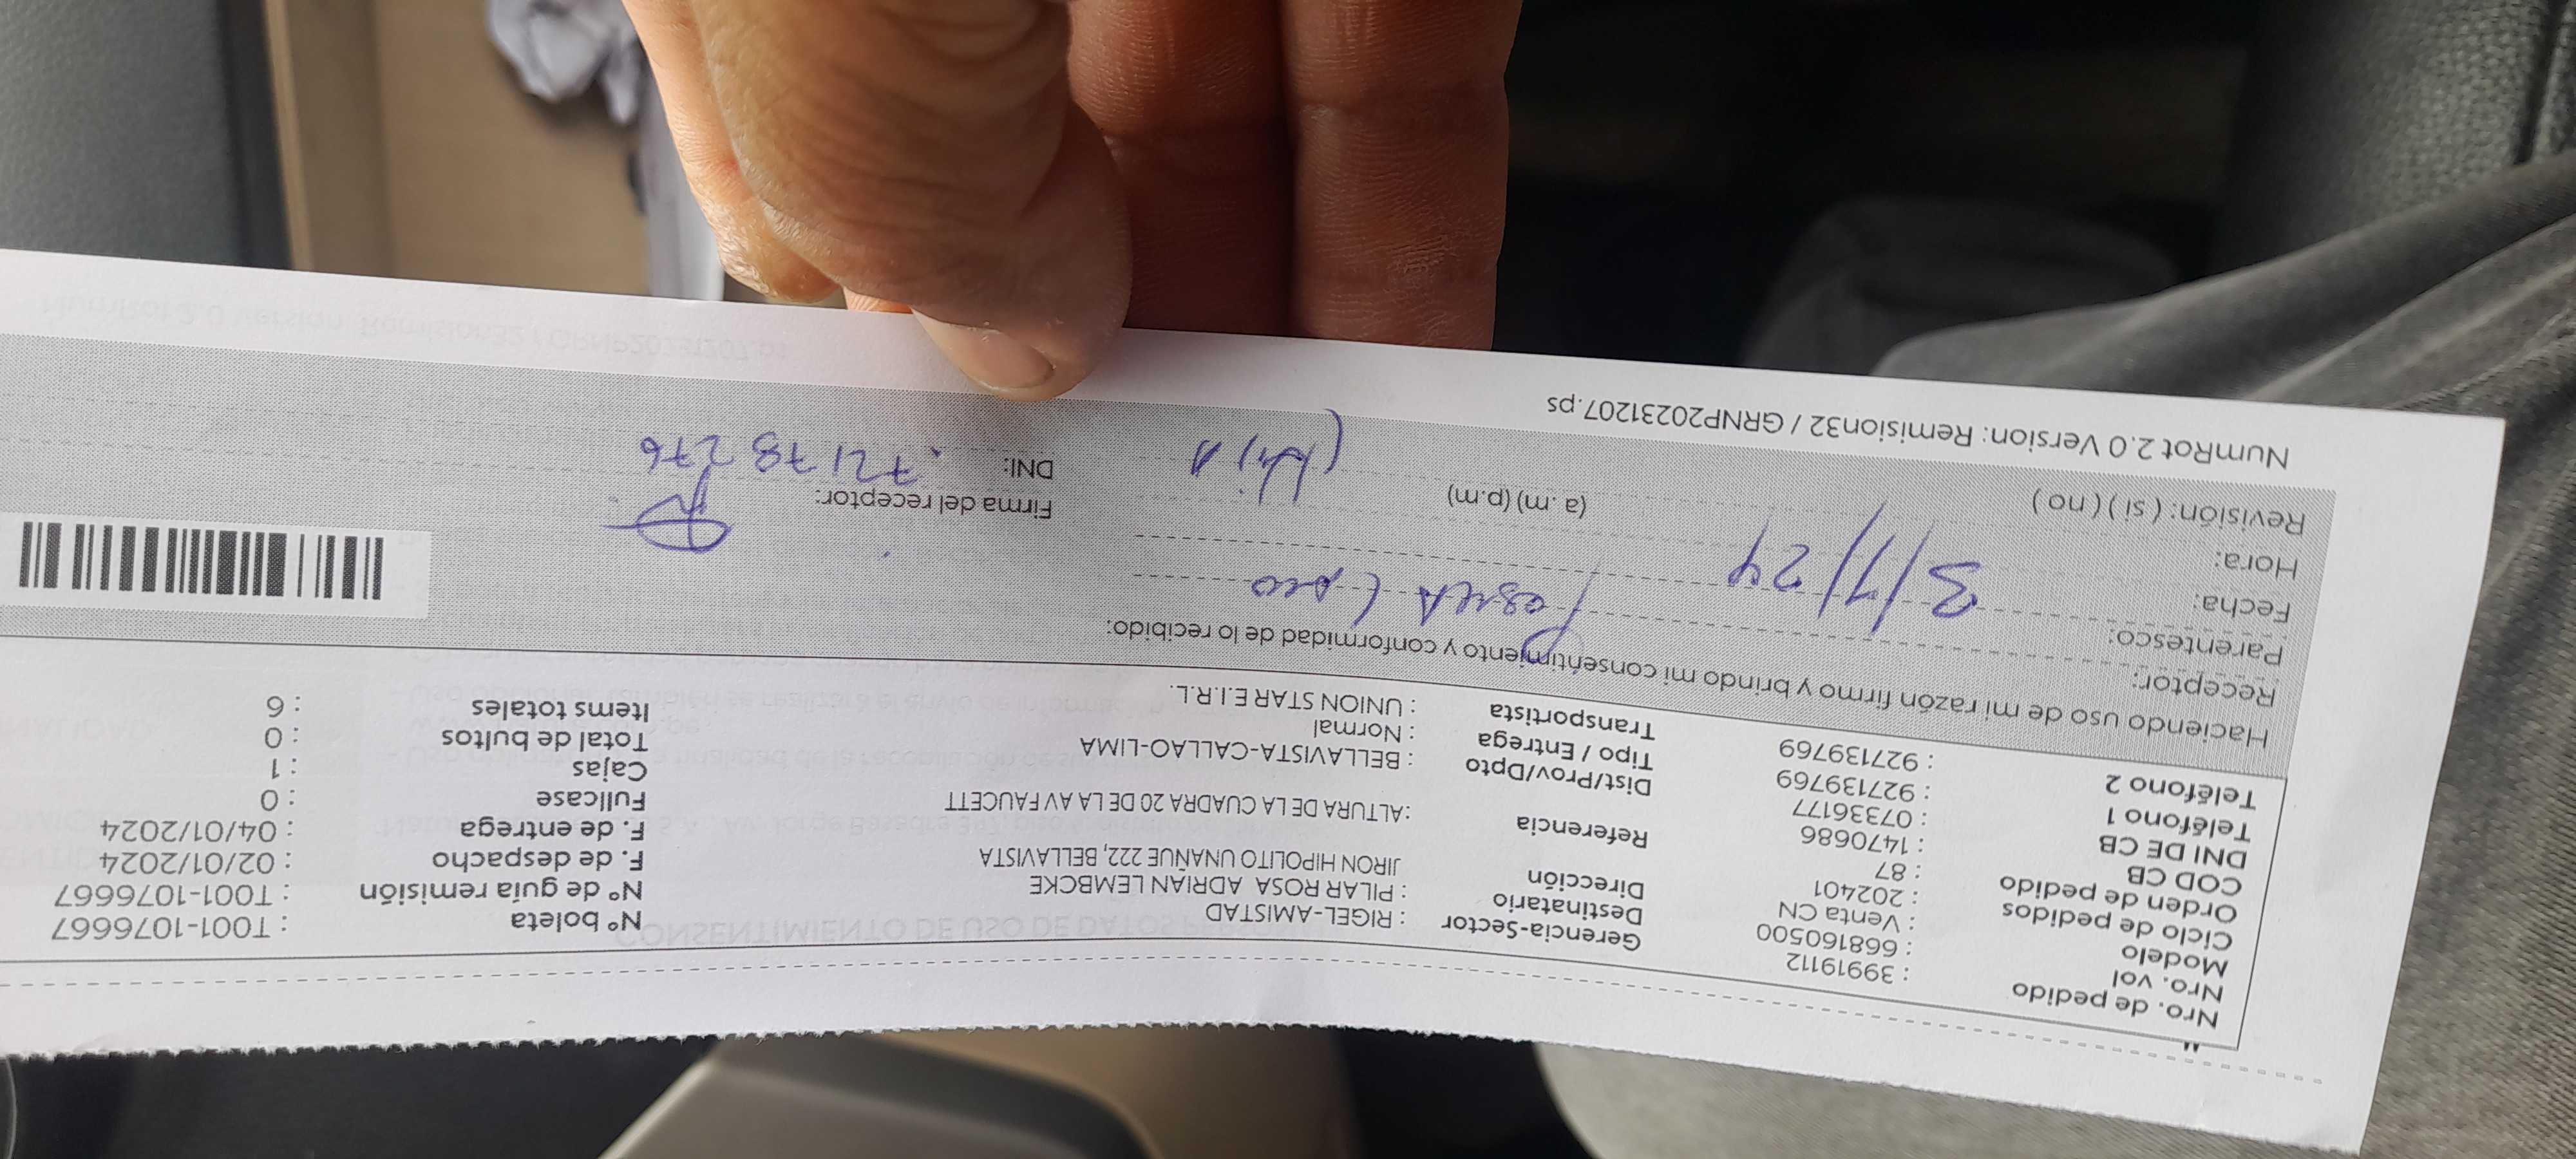 Nro. de pedido : 39919112 Gerencia-Sector : RIGEL-AMISTAD N° boleta : T001-1076667
Nro. vol : 668160500 Destinatario : PILAR ROSA ADRIAN LEMBCKE N° de guía remisión : T001-1076667
Modelo : Venta CN Dirección JIRON HIPOLITO UNANUE 222, BELLAVISTA F. de despacho : 02/01/2024
Ciclo de pedidos : 202401 Referencia :ALTURA DE LA CUADRA 20 DE LA AV FAUCETT F. de entrega : 04/01/2024
Orden de pedido : 87 Dist/Prov/Dpto : BELLAVISTA-CALLAO-LIMA Fullcase : 0
COD CB : 1470686 Tipo / Entrega : Normal Cajas : 1
DNI DE CB : 07336177 Transportista : UNION STAR E.I.R.L. Total de bultos : 0
Teléfono 1 : 927139769 Items totales : 6
Teléfono 2 : 927139769
Haciendo uso de mi razón firmo y brindo mi consentimiento y conformidad de lo recibido:
Receptor:
Parentesco:
Fecha: 3/1/24
Hora: (a.m) (p.m) Firma del receptor:
Revisión: ( si ) ( no ) DNI: 72178276
NumRot 2.0 Version: Remision32 / GRNP20231207.ps